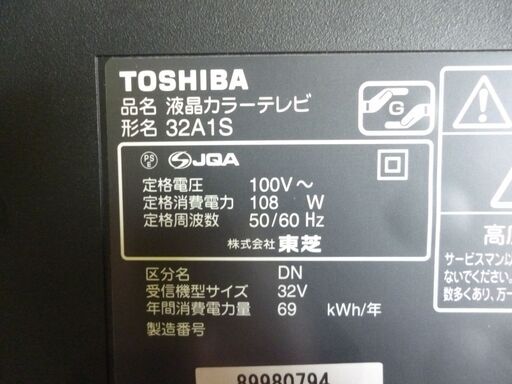 TOSHIBA
品名 液晶カラーテレビ
形名 32A1S
G
PS
E
JQA
定格電圧 100V〜
定格消費電力 108 W
定格周波数 50/60 Hz
株式会社 東芝
区分名 DN
受信機型サイズ 32V
年間消費電力量 69 kWh/年
製造番号
89980794
高
サービスマン以
ないでください。
数多くあり、万一